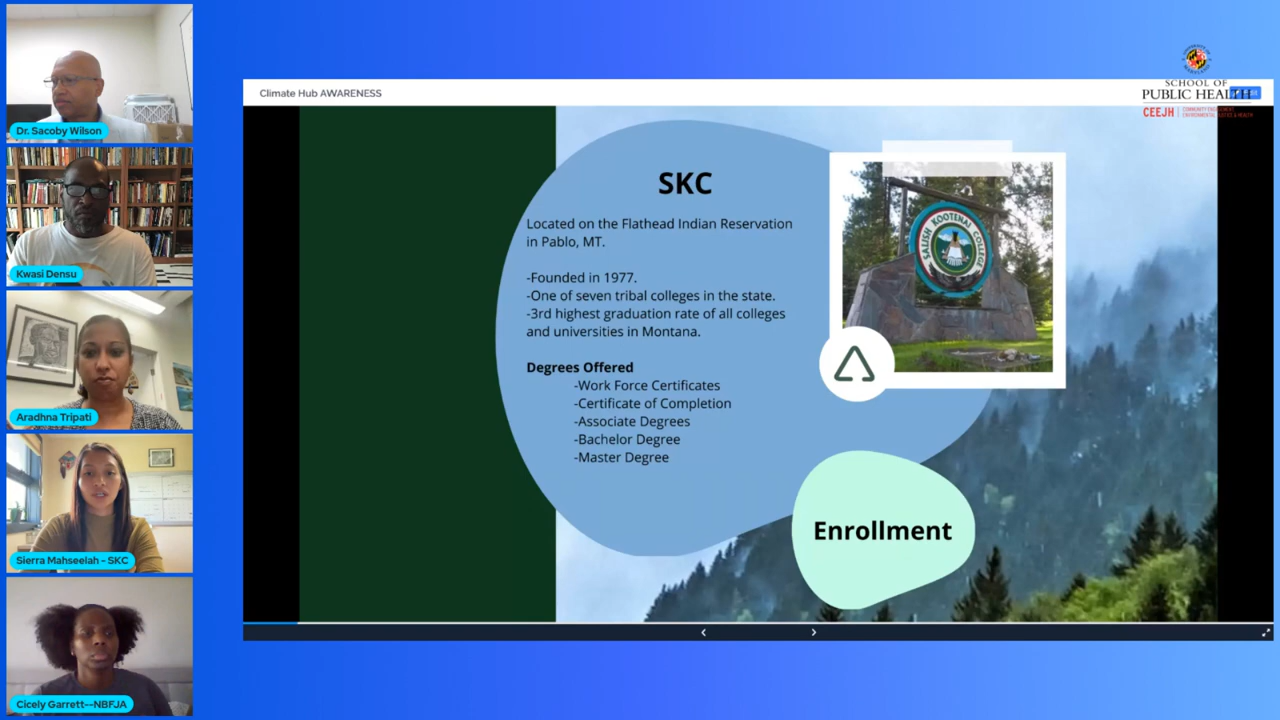 Dr. Sacoby Wilson
Kwasi Densu
Aradhna Tripati
Sierra Mahseelah - SKC
Cicely Garrett--NBFJA
SCHOOL OF
PUBLIC HEALTH
CEEJH
Climate Hub AWARENESS
SKC
Located on the Flathead Indian Reservation
in Pablo, MT.
-Founded in 1977.
-One of seven tribal colleges in the state.
-3rd highest graduation rate of all colleges
and universities in Montana.
Degrees Offered
-Work Force Certificates
-Certificate of Completion
-Associate Degrees
-Bachelor Degree
-Master Degree
SALISH KOOTENAI COLLEGE
Enrollment